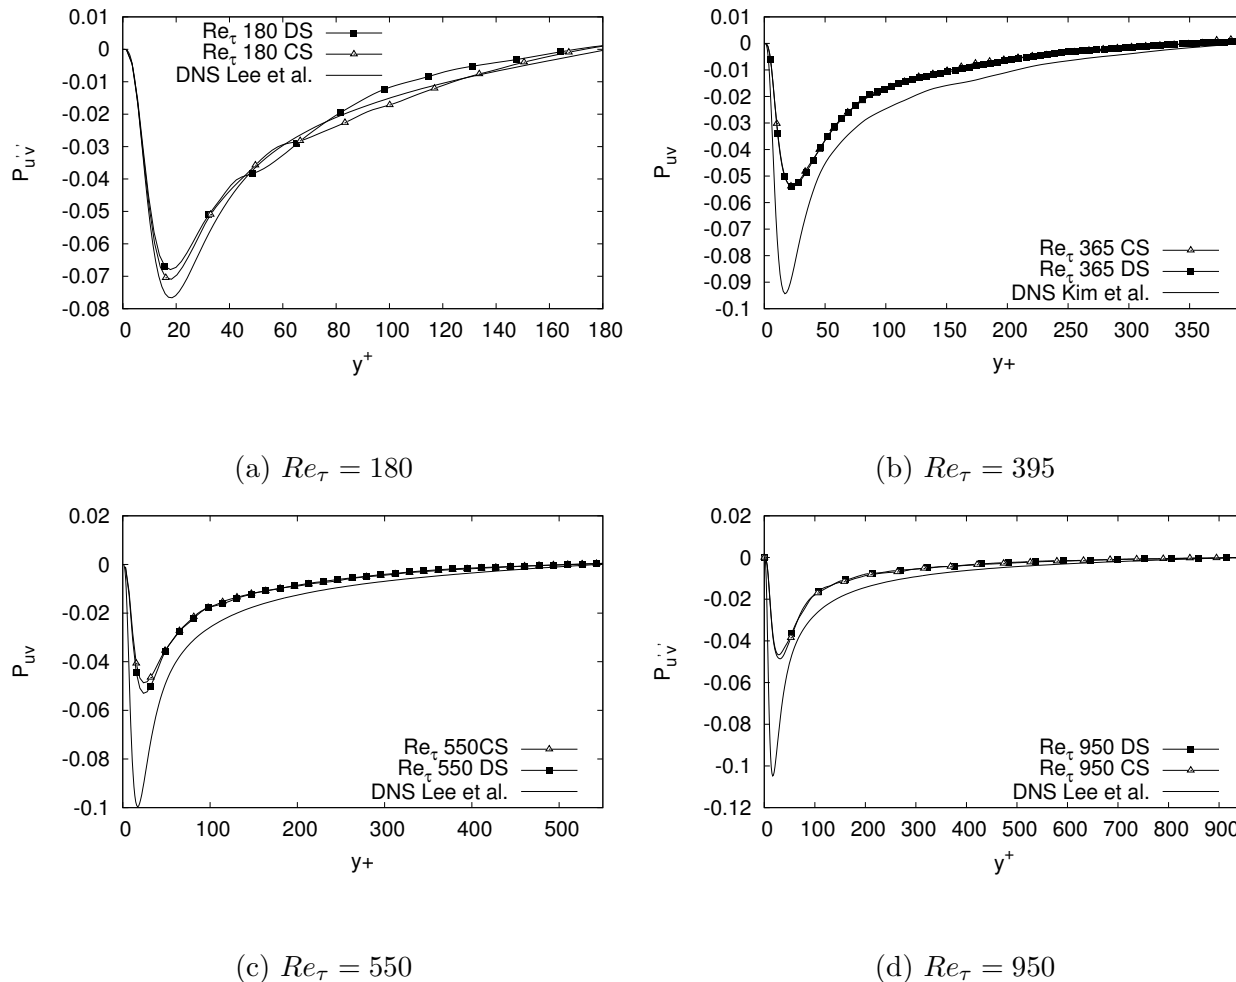 0.01
0
-0.01
-0.02
-0.03
-0.04
-0.05
-0.06
-0.07
-0.08
P_{u'v'}
Re_τ 180 DS
Re_τ 180 CS
DNS Lee et al.
0 20 40 60 80 100 120 140 160 180
y^+
(a) Re_τ = 180
0.01
0
-0.01
-0.02
-0.03
-0.04
-0.05
-0.06
-0.07
-0.08
-0.09
-0.1
P_{uv}
Re_τ 365 CS
Re_τ 365 DS
DNS Kim et al.
0 50 100 150 200 250 300 350
y+
(b) Re_τ = 395
0.02
0
-0.02
-0.04
-0.06
-0.08
-0.1
P_{uv}
Re_τ 550CS
Re_τ 550 DS
DNS Lee et al.
0 100 200 300 400 500
y+
(c) Re_τ = 550
0.02
0
-0.02
-0.04
-0.06
-0.08
-0.1
-0.12
P_{u'v'}
Re_τ 950 DS
Re_τ 950 CS
DNS Lee et al.
0 100 200 300 400 500 600 700 800 900
y^+
(d) Re_τ = 950